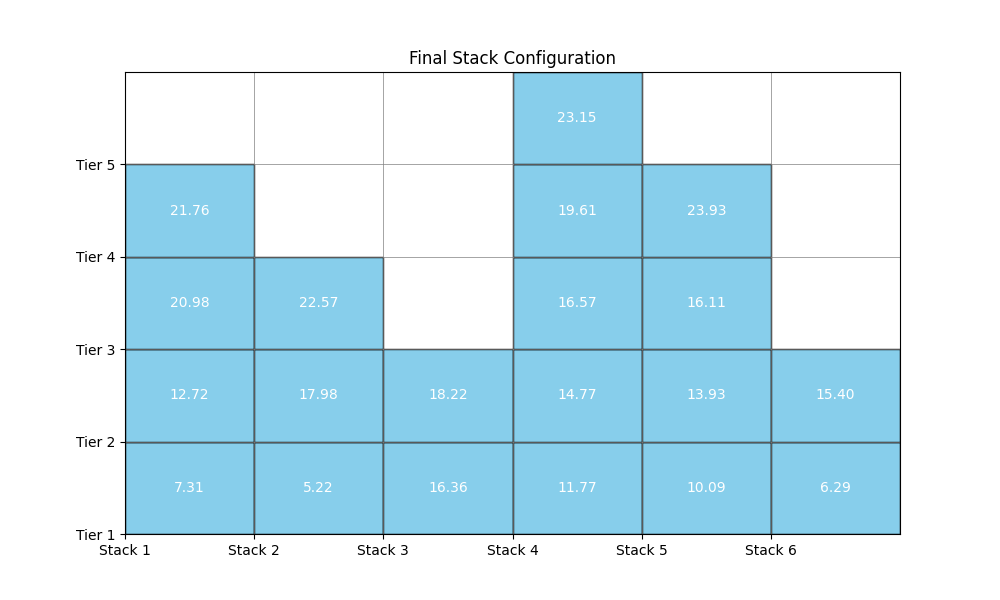 Final Stack Configuration
23.15
Tier 5
21.76 19.61 23.93
Tier 4
20.98 22.57 16.57 16.11
Tier 3
12.72 17.98 18.22 14.77 13.93 15.40
Tier 2
7.31 5.22 16.36 11.77 10.09 6.29
Tier 1
Stack 1 Stack 2 Stack 3 Stack 4 Stack 5 Stack 6